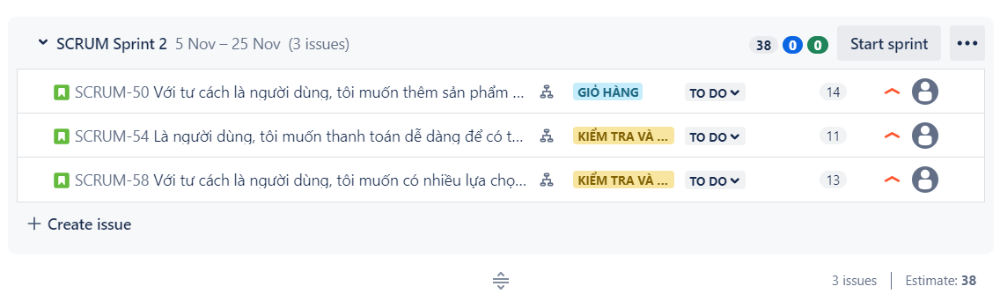 SCRUM Sprint 2 5 Nov – 25 Nov (3 issues) 38 0 0 Start sprint
SCRUM-50 Với tư cách là người dùng, tôi muốn thêm sản phẩm ... GIỎ HÀNG TO DO 14
SCRUM-54 Là người dùng, tôi muốn thanh toán dễ dàng để có t... KIỂM TRA VÀ ... TO DO 11
SCRUM-58 Với tư cách là người dùng, tôi muốn có nhiều lựa chọ... KIỂM TRA VÀ ... TO DO 13
Create issue
3 issues Estimate: 38